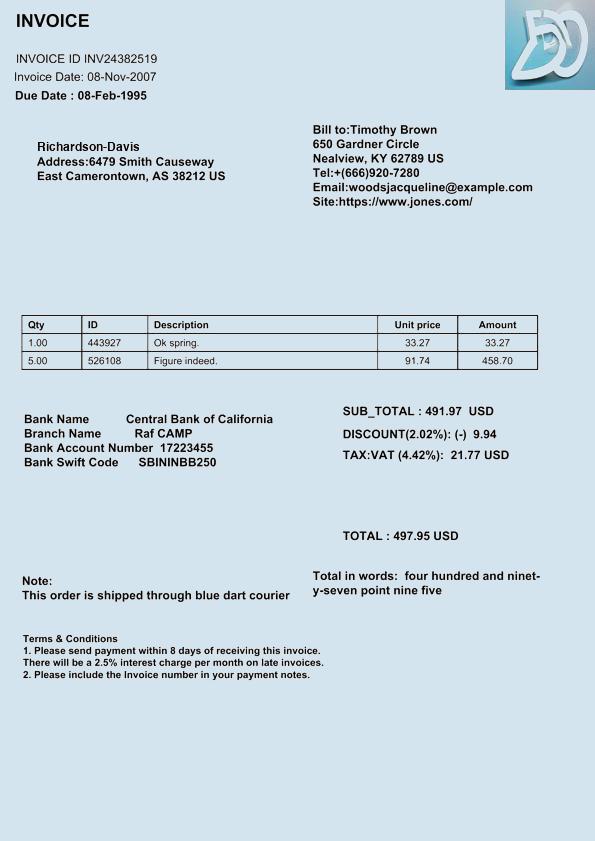 INVOICE
INVOICE ID INV24382519
Invoice Date: 08-Nov-2007
Due Date : 08-Feb-1995
Richardson-Davis
Address:6479 Smith Causeway
East Camerontown, AS 38212 US
Bill to:Timothy Brown
650 Gardner Circle
Nealview, KY 62789 US
Tel:+(666)920-7280
Email:woodsjacqueline@example.com
Site:https://www.jones.com/
Qty ID Description Unit price Amount
1.00 443927 Ok spring. 33.27 33.27
5.00 526108 Figure indeed. 91.74 458.70
Bank Name Central Bank of California
Branch Name Raf CAMP
Bank Account Number 17223455
Bank Swift Code SBININBB250
SUB_TOTAL : 491.97 USD
DISCOUNT(2.02%): (-) 9.94
TAX:VAT (4.42%): 21.77 USD
TOTAL : 497.95 USD
Total in words: four hundred and ninet-
y-seven point nine five
Note:
This order is shipped through blue dart courier
Terms & Conditions
1. Please send payment within 8 days of receiving this invoice.
There will be a 2.5% interest charge per month on late invoices.
2. Please include the Invoice number in your payment notes.